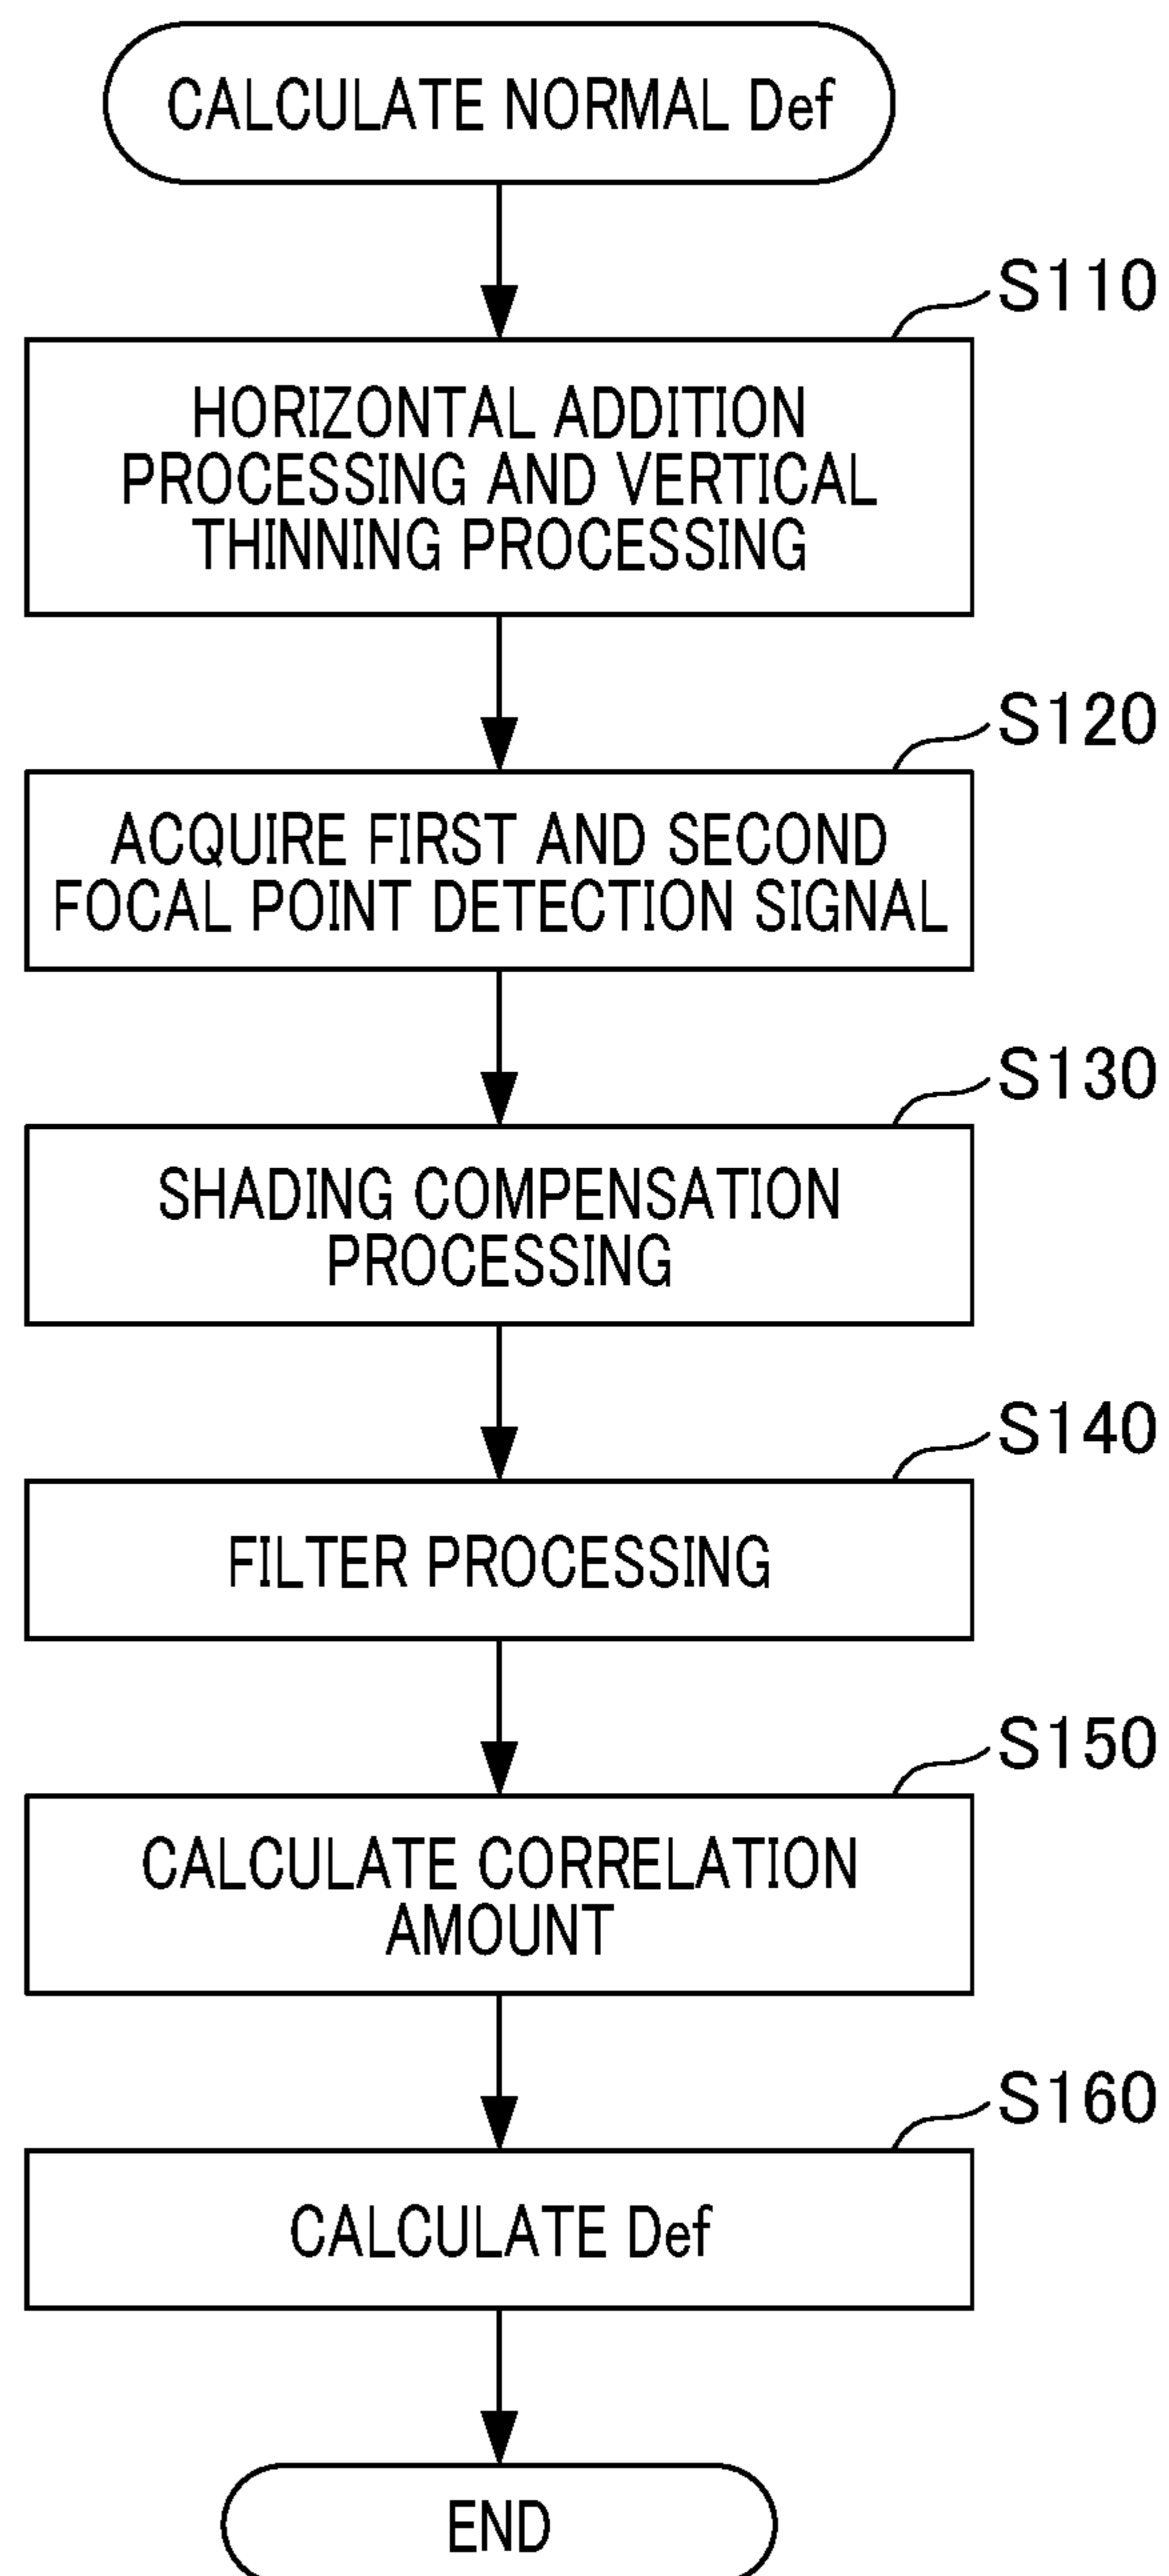 CALCULATE NORMAL Def
S110
HORIZONTAL ADDITION
PROCESSING AND VERTICAL
THINNING PROCESSING
S120
ACQUIRE FIRST AND SECOND
FOCAL POINT DETECTION SIGNAL
S130
SHADING COMPENSATION
PROCESSING
S140
FILTER PROCESSING
S150
CALCULATE CORRELATION
AMOUNT
S160
CALCULATE Def
END